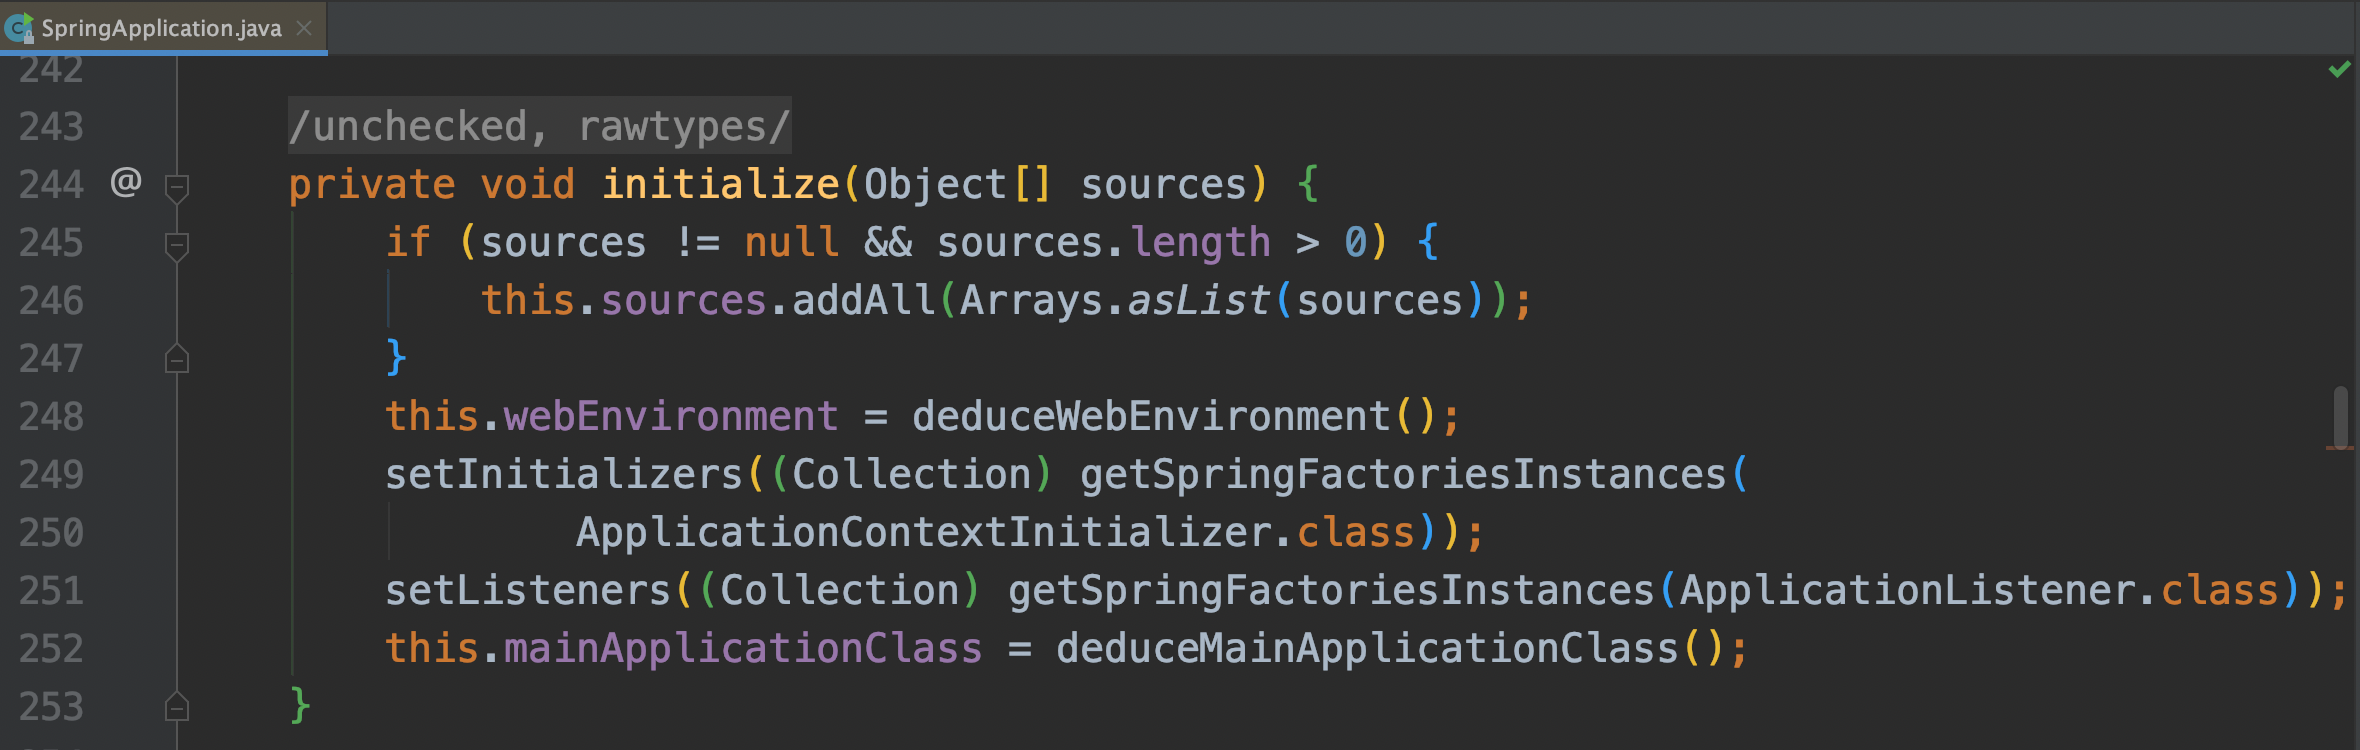 SpringApplication.java
242
243 /unchecked, rawtypes/
244 @ private void initialize(Object[] sources) {
245 if (sources != null && sources.length > 0) {
246 this.sources.addAll(Arrays.asList(sources));
247 }
248 this.webEnvironment = deduceWebEnvironment();
249 setInitializers((Collection) getSpringFactoriesInstances(
250 ApplicationContextInitializer.class));
251 setListeners((Collection) getSpringFactoriesInstances(ApplicationListener.class));
252 this.mainApplicationClass = deduceMainApplicationClass();
253 }